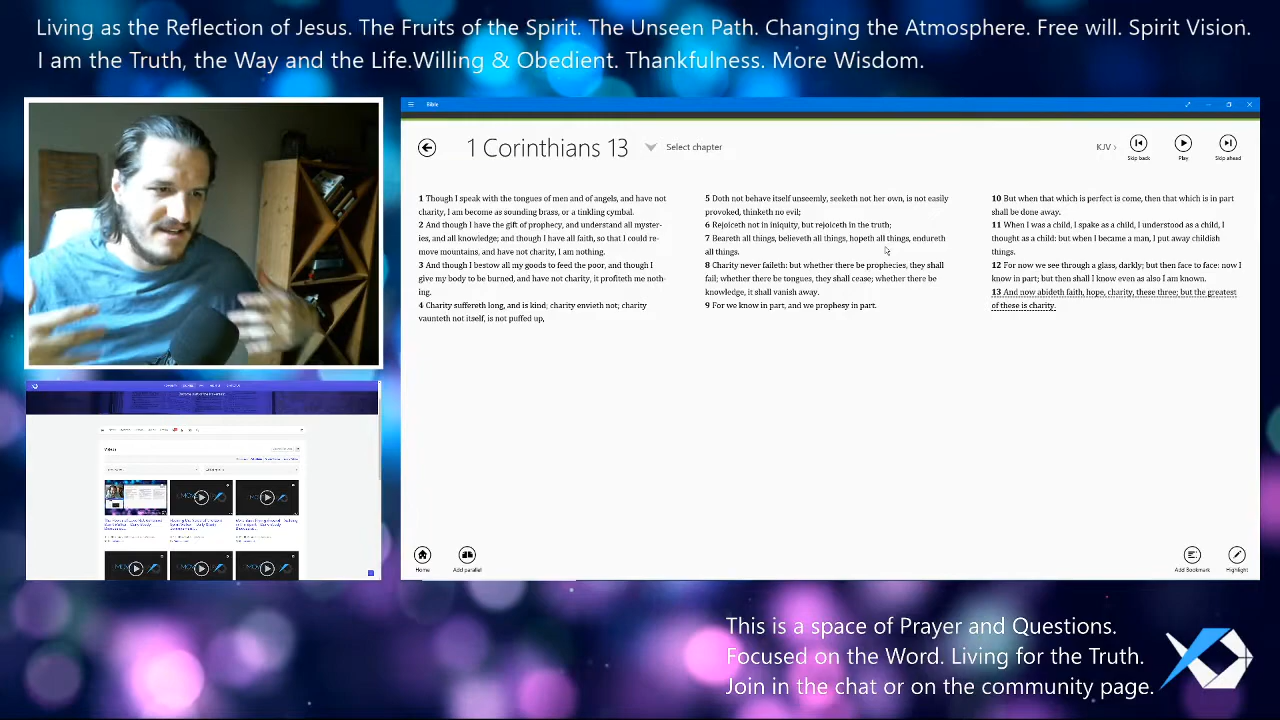 Living as the Reflection of Jesus. The Fruits of the Spirit. The Unseen Path. Changing the Atmosphere. Free will. Spirit Vision.
I am the Truth, the Way and the Life.Willing & Obedient. Thankfulness. More Wisdom.
Bible
1 Corinthians 13
Select chapter
KJV
Skip back
Play
Skip ahead
1 Though I speak with the tongues of men and of angels, and have not
charity, I am become as sounding brass, or a tinkling cymbal.
2 And though I have the gift of prophecy, and understand all myster-
ies, and all knowledge; and though I have all faith, so that I could re-
move mountains, and have not charity, I am nothing.
3 And though I bestow all my goods to feed the poor, and though I
give my body to be burned, and have not charity, it profiteth me noth-
ing.
4 Charity suffereth long, and is kind; charity envieth not; charity
vaunteth not itself, is not puffed up,
5 Doth not behave itself unseemly, seeketh not her own, is not easily
provoked, thinketh no evil;
6 Rejoiceth not in iniquity, but rejoiceth in the truth;
7 Beareth all things, believeth all things, hopeth all things, endureth
all things.
8 Charity never faileth: but whether there be prophecies, they shall
fail; whether there be tongues, they shall cease; whether there be
knowledge, it shall vanish away.
9 For we know in part, and we prophesy in part.
10 But when that which is perfect is come, then that which is in part
shall be done away.
11 When I was a child, I spake as a child, I understood as a child, I
thought as a child: but when I became a man, I put away childish
things.
12 For now we see through a glass, darkly; but then face to face: now I
know in part; but then shall I know even as also I am known.
13 And now abideth faith, hope, charity, these three; but the greatest
of these is charity.
Videos
Home
Add parallel
Add Bookmark
Highlight
This is a space of Prayer and Questions.
Focused on the Word. Living for the Truth.
Join in the chat or on the community page.